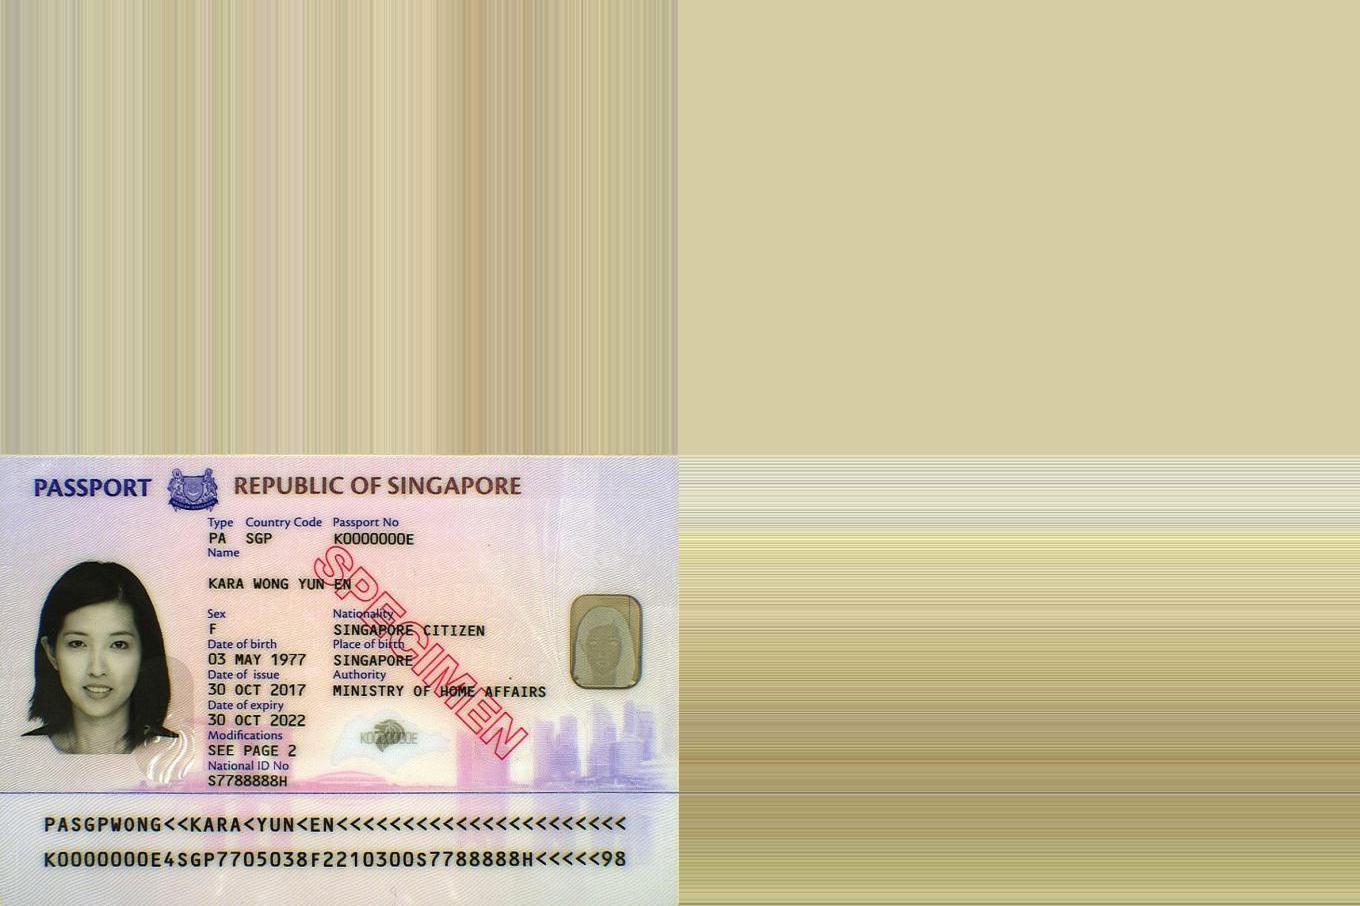 PASSPORT REPUBLIC OF SINGAPORE
Type Country Code Passport No
PA SGP K0000000E
Name
KARA WONG YUN EN
Sex Nationality
F SINGAPORE CITIZEN
Date of birth Place of birth
03 MAY 1977 SINGAPORE
Date of issue Authority
30 OCT 2017 MINISTRY OF HOME AFFAIRS
Date of expiry
30 OCT 2022
Modifications
SEE PAGE 2
National ID No
S7788888H
SPECIMEN
K0000000E
PASGPWONG<<KARA<YUN<EN<<<<<<<<<<<<<<<<<<<<<<
K0000000E4SGP7705038F2210300S7788888H<<<<<98